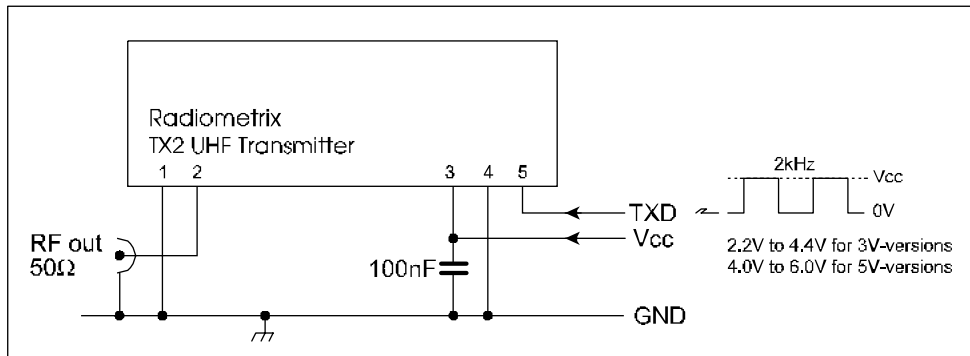 Radiometrix
TX2 UHF Transmitter
1 2 3 4 5
2kHz
Vcc
0V
TXD
Vcc
2.2V to 4.4V for 3V-versions
4.0V to 6.0V for 5V-versions
RF out
50Ω
100nF
GND